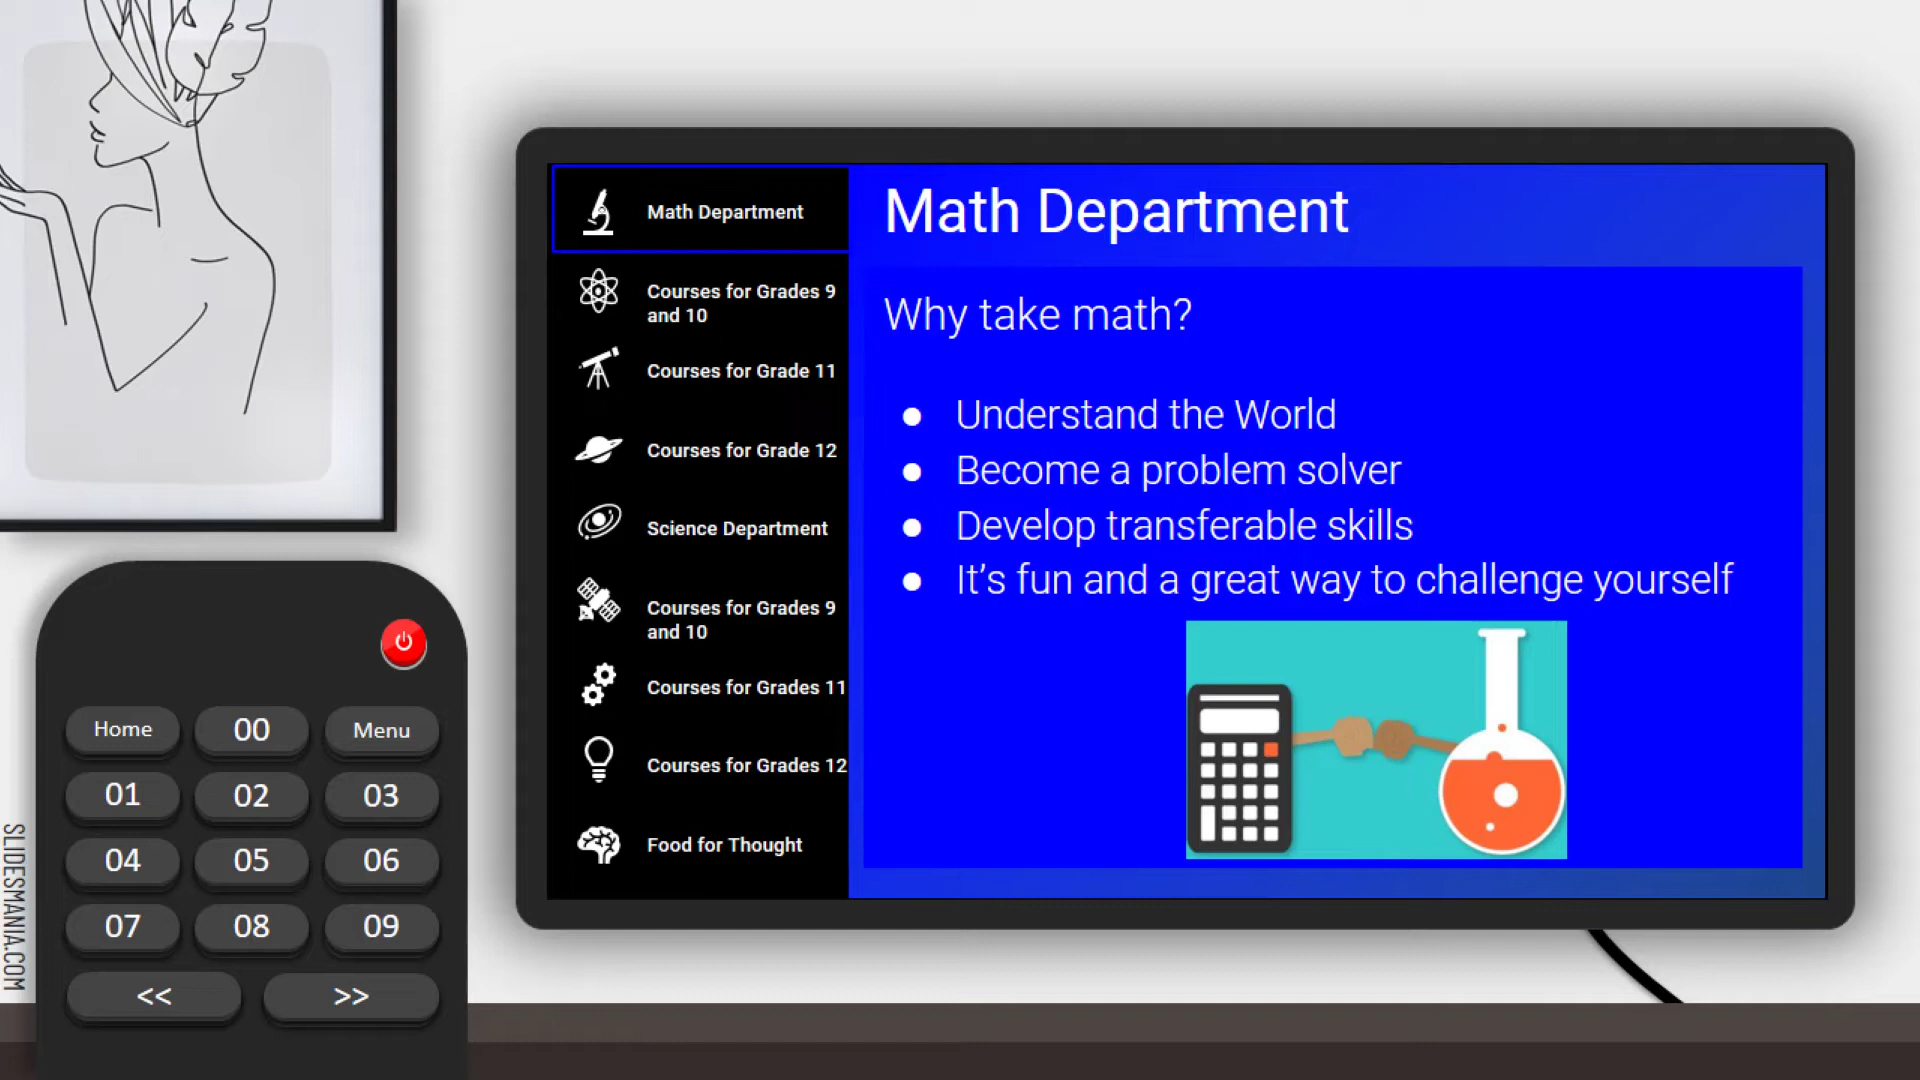 Math Department
Courses for Grades 9
and 10
Courses for Grade 11
Courses for Grade 12
Science Department
Courses for Grades 9
and 10
Courses for Grades 11
Courses for Grades 12
Food for Thought
Math Department
Why take math?
● Understand the World
● Become a problem solver
● Develop transferable skills
● It’s fun and a great way to challenge yourself
Home 00 Menu
01 02 03
04 05 06
07 08 09
<< >>
SLIDESMANIA.COM